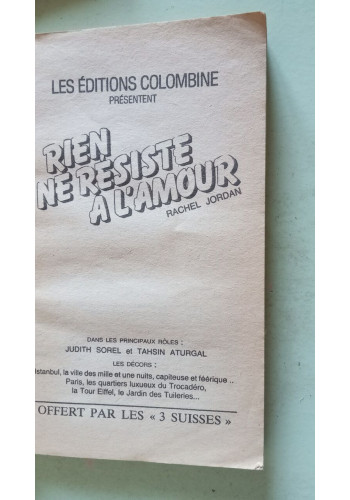 LES ÉDITIONS COLOMBINE
PRÉSENTENT
RIEN
NE RÉSISTE
À L'AMOUR
RACHEL JORDAN
DANS LES PRINCIPAUX RÔLES :
JUDITH SOREL et TAHSIN ATURGAL
LES DÉCORS :
Istanbul, la ville des mille et une nuits, capiteuse et féérique ..
Paris, les quartiers luxueux du Trocadéro,
la Tour Eiffel, le Jardin des Tuileries...
OFFERT PAR LES « 3 SUISSES »